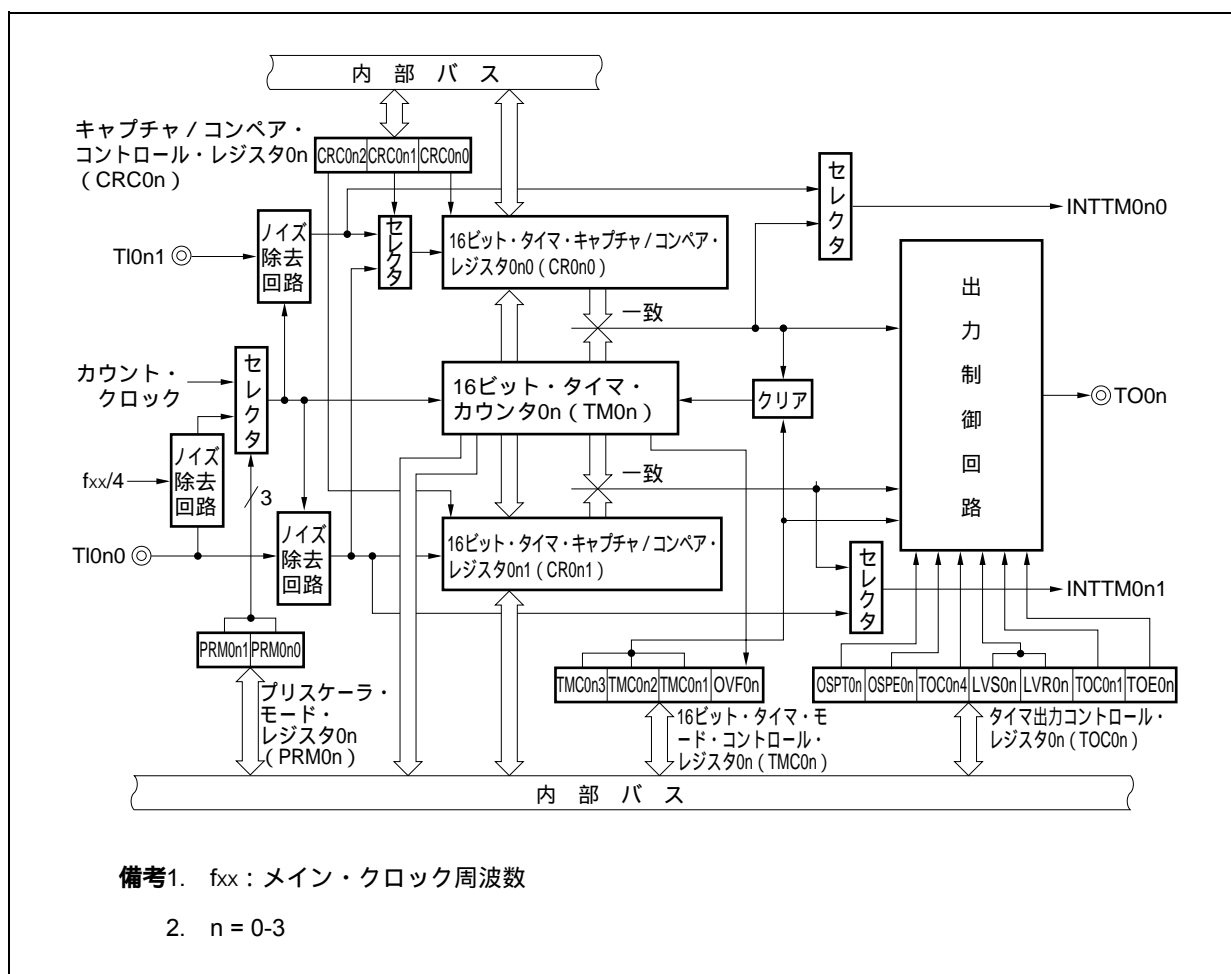 内部バス
キャプチャ／コンペア・
コントロール・レジスタ0n
（CRC0n）
CRC0n2 CRC0n1 CRC0n0
セレクタ
INTTM0n0
TI0n1
ノイズ
除去
回路
セレクタ
16ビット・タイマ・キャプチャ／コンペア・
レジスタ0n0（CR0n0）
一致
出力制御回路
カウント・
クロック
セレクタ
16ビット・タイマ・
カウンタ0n（TM0n）
クリア
TO0n
fxx/4
ノイズ
除去
回路
3
一致
TI0n0
ノイズ
除去
回路
16ビット・タイマ・キャプチャ／コンペア・
レジスタ0n1（CR0n1）
セレクタ
INTTM0n1
PRM0n1 PRM0n0
プリスケーラ・
モード・
レジスタ0n
（PRM0n）
TMC0n3 TMC0n2 TMC0n1 OVF0n
16ビット・タイマ・モ
ード・コントロール・
レジスタ0n（TMC0n）
OSPT0n OSPE0n TOC0n4 LVS0n LVR0n TOC0n1 TOE0n
タイマ出力コントロール・
レジスタ0n（TOC0n）
内部バス
備考1. fxx：メイン・クロック周波数
2. n = 0-3